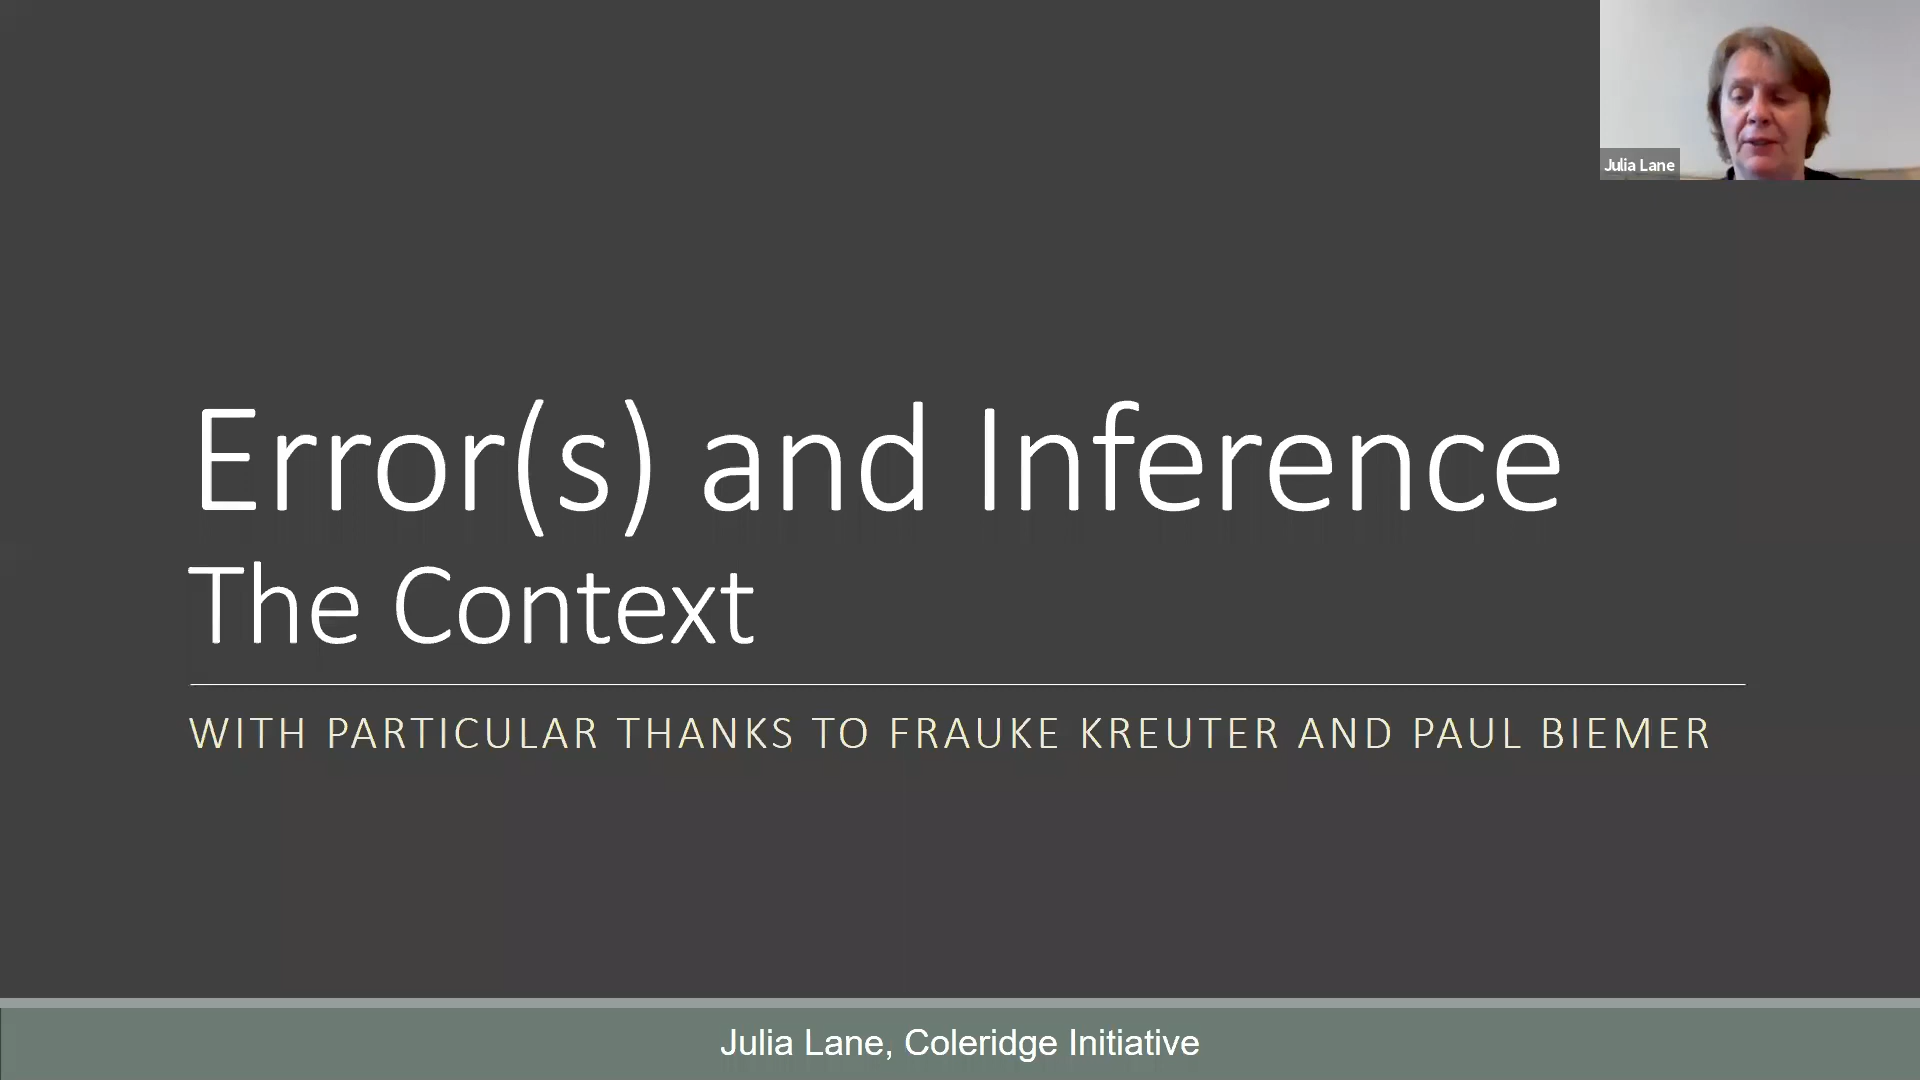 Julia Lane
Error(s) and Inference
The Context
WITH PARTICULAR THANKS TO FRAUKE KREUTER AND PAUL BIEMER
Julia Lane, Coleridge Initiative